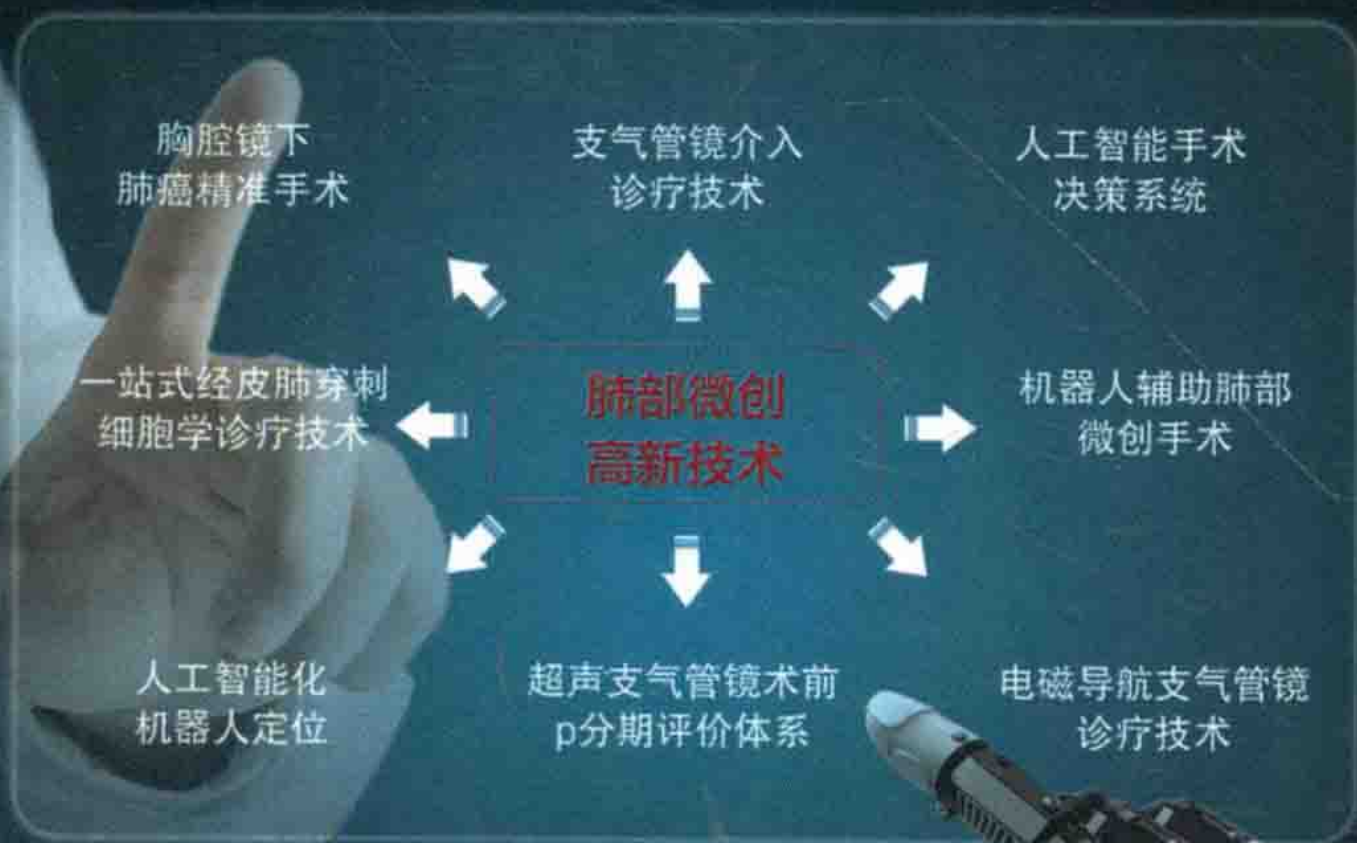 胸腔镜下
肺癌精准手术
支气管镜介入
诊疗技术
人工智能手术
决策系统
一站式经皮肺穿刺
细胞学诊疗技术
肺部微创
高新技术
机器人辅助肺部
微创手术
人工智能化
机器人定位
超声支气管镜术前
p分期评价体系
电磁导航支气管镜
诊疗技术